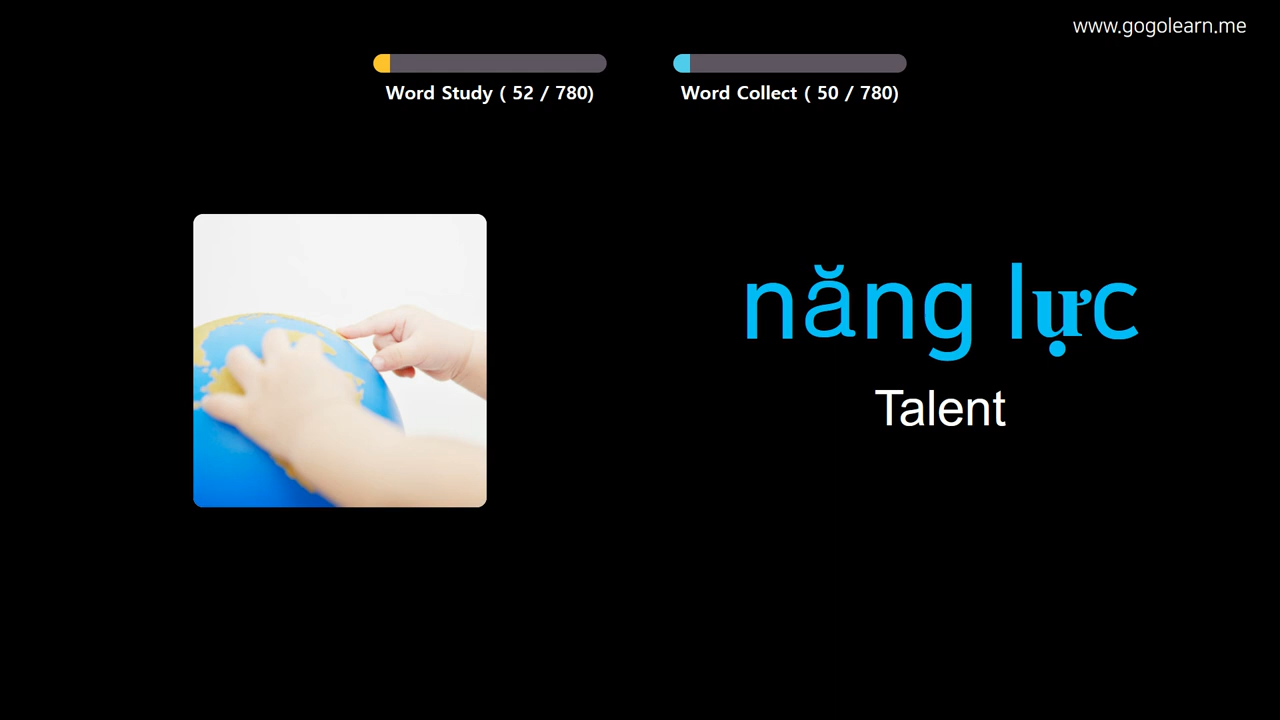 www.gogolearn.me
Word Study ( 52 / 780)
Word Collect ( 50 / 780)
năng lực
Talent